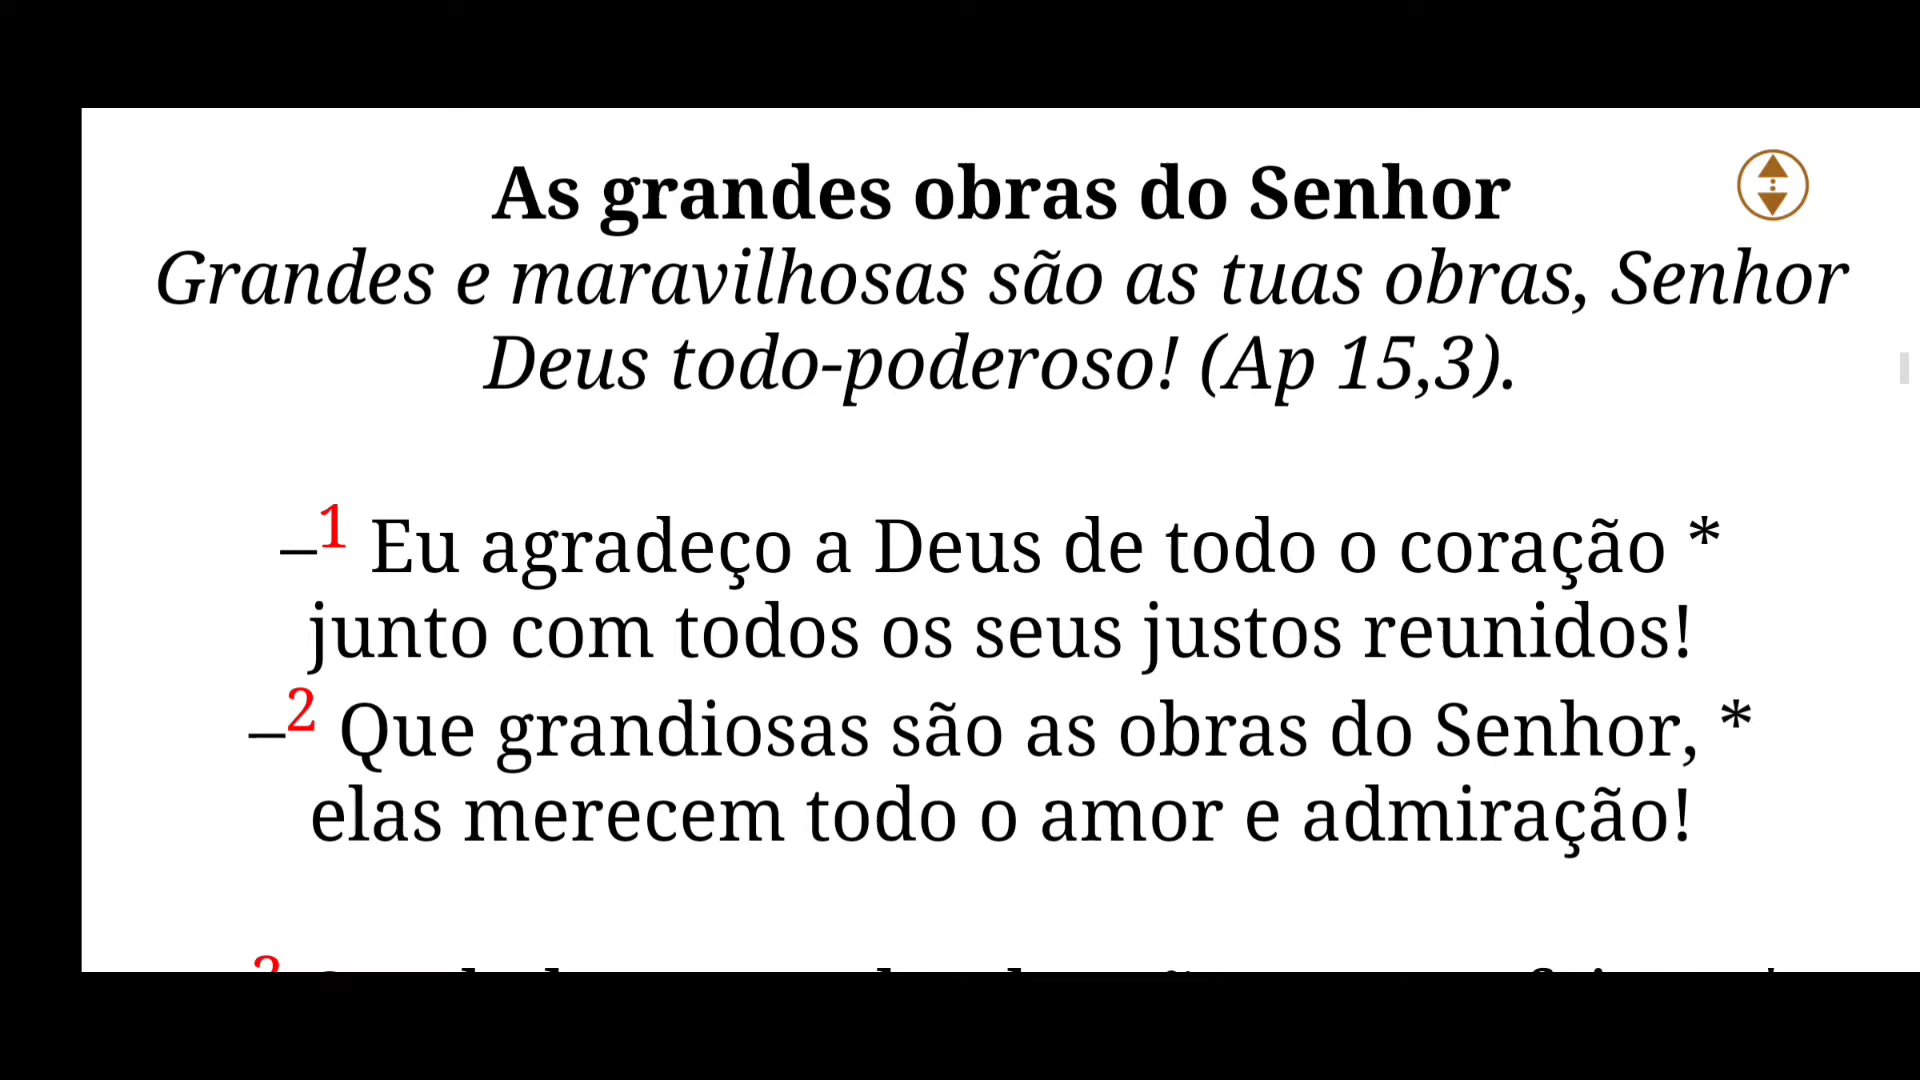 As grandes obras do Senhor
Grandes e maravilhosas são as tuas obras, Senhor
Deus todo-poderoso! (Ap 15,3).
–1 Eu agradeço a Deus de todo o coração *
junto com todos os seus justos reunidos!
–2 Que grandiosas são as obras do Senhor, *
elas merecem todo o amor e admiração!